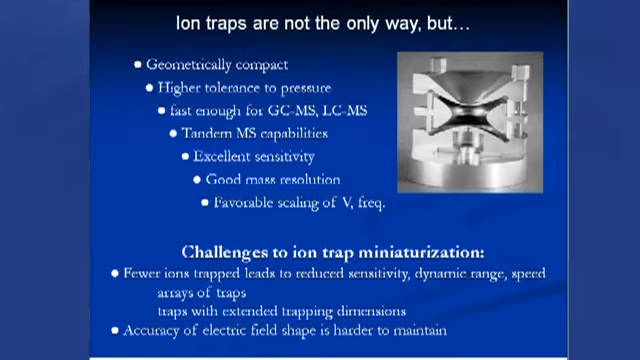 Ion traps are not the only way, but…
● Geometrically compact
● Higher tolerance to pressure
● fast enough for GC-MS, LC-MS
● Tandem MS capabilities
● Excellent sensitivity
● Good mass resolution
● Favorable scaling of V, freq.
Challenges to ion trap miniaturization:
● Fewer ions trapped leads to reduced sensitivity, dynamic range, speed
arrays of traps
traps with extended trapping dimensions
● Accuracy of electric field shape is harder to maintain